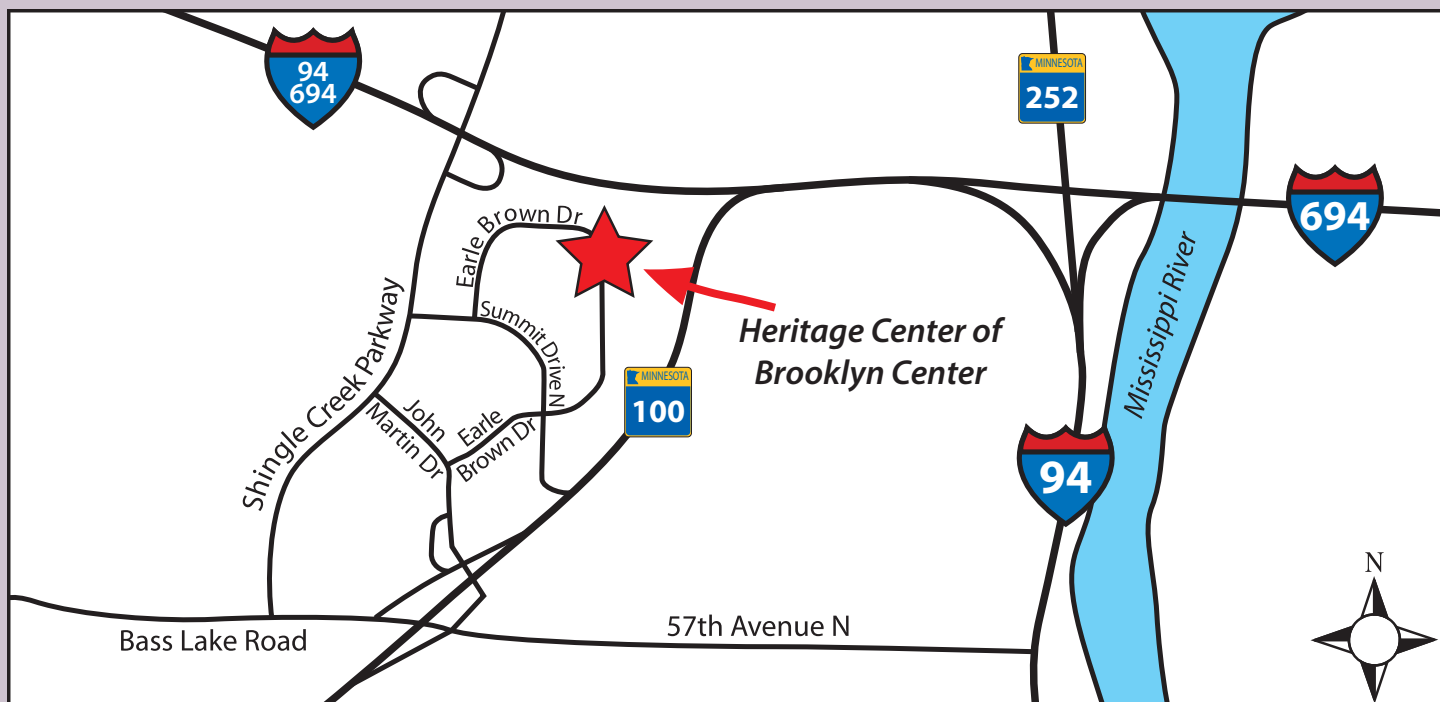 94
694
MINNESOTA
252
694
Earle Brown Dr
Mississippi River
Summit Drive N
Shingle Creek Parkway
Heritage Center of
Brooklyn Center
MINNESOTA
100
John
Martin Dr
Earle
Brown Dr
94
N
57th Avenue N
Bass Lake Road